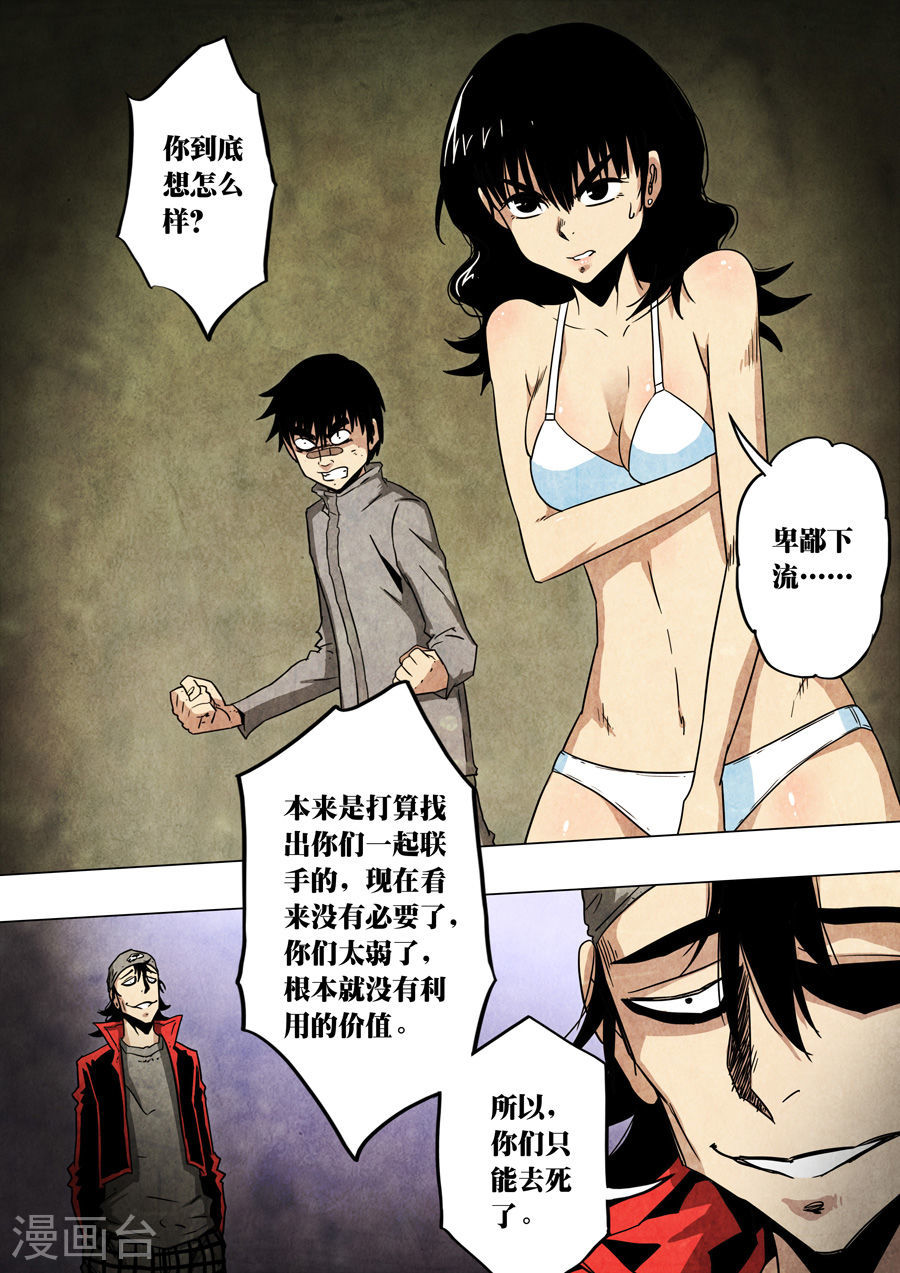 你到底
想怎么
样？
卑鄙下
流……
本来是打算找
出你们一起联
手的，现在看
来没有必要了，
你们太弱了，
根本就没有利
用的价值。
所以，
你们只
能去死
了。
漫画台